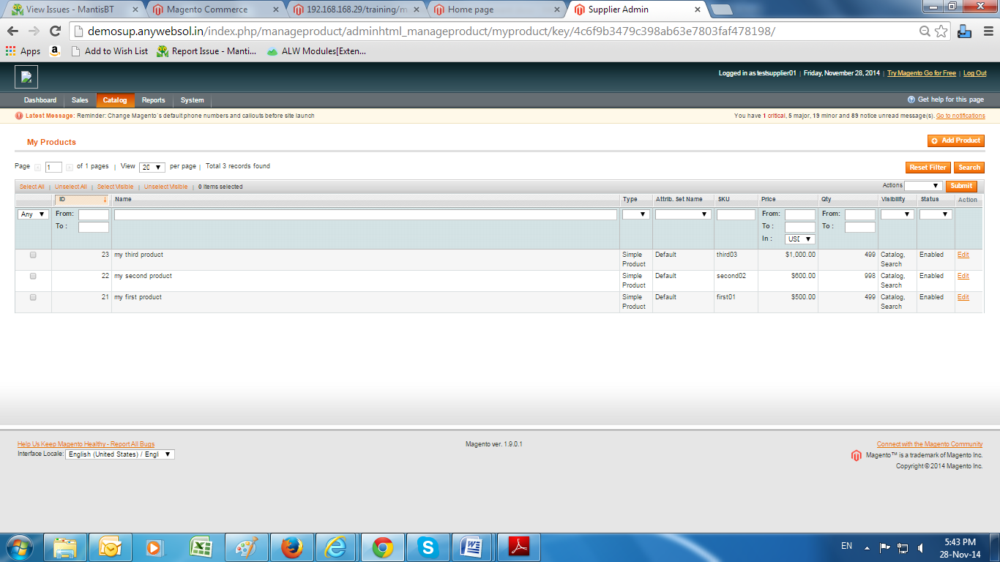 View Issues - MantisBT Magento Commerce 192.168.168.29/training/m Home page Supplier Admin
demosup.anywebsol.in/index.php/manageproduct/adminhtml_manageproduct/myproduct/key/4c6f9b3479c398ab63e7803faf478198/
Apps Add to Wish List Report Issue - Manti... ALW Modules[Exten...
Logged in as testsupplier01 | Friday, November 28, 2014 | Try Magento Go for Free | Log Out
Dashboard Sales Catalog Reports System Get help for this page
Latest Message: Reminder: Change Magento`s default phone numbers and callouts before site launch You have 1 critical, 5 major, 19 minor and 89 notice unread message(s). Go to notifications
My Products Add Product
Page 1 of 1 pages | View 20 per page | Total 3 records found Reset Filter Search
Select All | Unselect All | Select Visible | Unselect Visible | 0 items selected Actions Submit
ID Name Type Attrib. Set Name SKU Price Qty Visibility Status Action
Any From: From: From:
To : To : To :
In : USD
23 my third product Simple Product Default third03 $1,000.00 499 Catalog, Search Enabled Edit
22 my second product Simple Product Default second02 $600.00 998 Catalog, Search Enabled Edit
21 my first product Simple Product Default first01 $500.00 499 Catalog, Search Enabled Edit
Help Us Keep Magento Healthy - Report All Bugs Magento ver. 1.9.0.1 Connect with the Magento Community
Interface Locale: English (United States) / Engl Magento™ is a trademark of Magento Inc.
Copyright © 2014 Magento Inc.
EN 5:43 PM
28-Nov-14